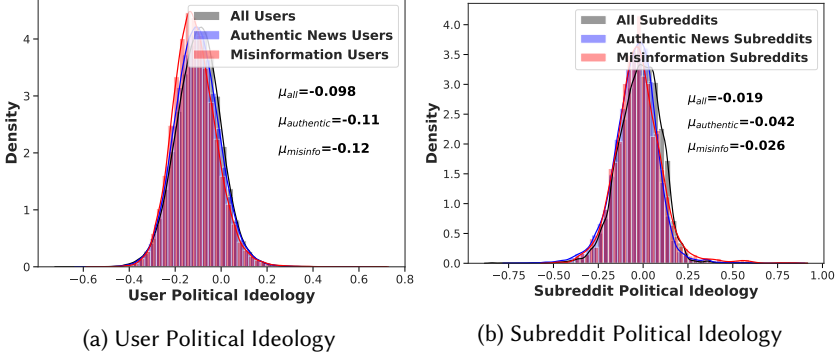 All Users
Authentic News Users
Misinformation Users
μall=-0.098
μauthentic=-0.11
μmisinfo=-0.12
Density
4
3
2
1
0
−0.6 −0.4 −0.2 0.0 0.2 0.4 0.6 0.8
User Political Ideology
(a) User Political Ideology
All Subreddits
Authentic News Subreddits
Misinformation Subreddits
μall=-0.019
μauthentic=-0.042
μmisinfo=-0.026
Density
4.0
3.5
3.0
2.5
2.0
1.5
1.0
0.5
0.0
−0.75 −0.50 −0.25 0.00 0.25 0.50 0.75 1.00
Subreddit Political Ideology
(b) Subreddit Political Ideology